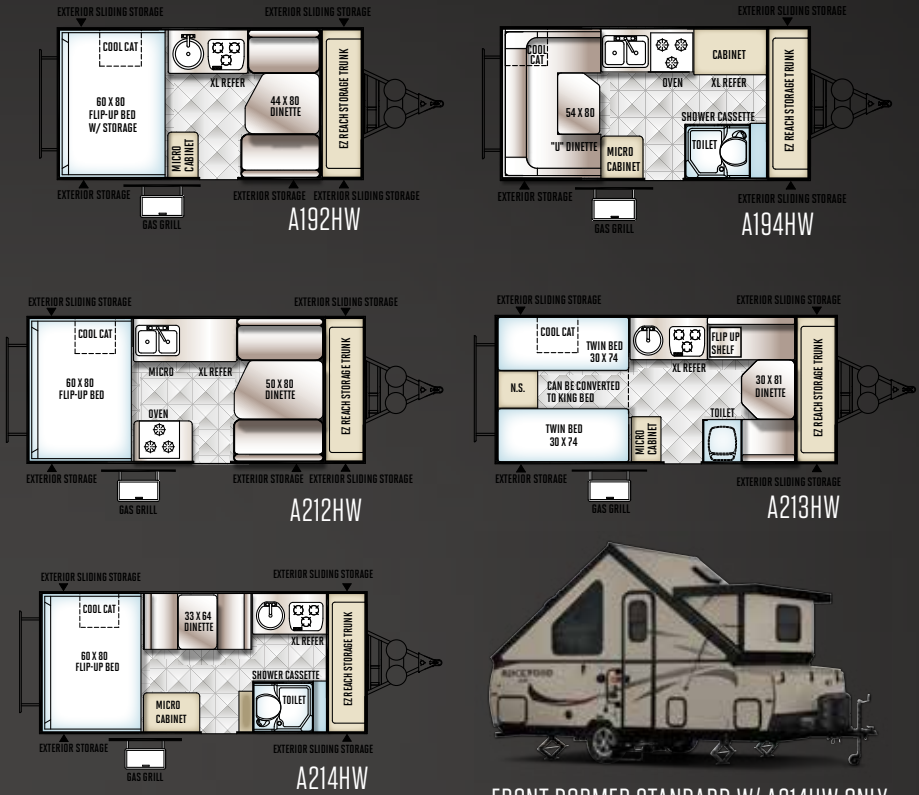 EXTERIOR SLIDING STORAGE
COOL CAT
60 X 80
FLIP-UP BED
W/ STORAGE
XL REFER
44 X 80
DINETTE
MICRO
CABINET
EZ REACH STORAGE TRUNK
EXTERIOR STORAGE
EXTERIOR STORAGE
EXTERIOR SLIDING STORAGE
GAS GRILL
A192HW
EXTERIOR SLIDING STORAGE
COOL
CAT
CABINET
OVEN
XL REFER
54 X 80
"U" DINETTE
SHOWER CASSETTE
TOILET
MICRO
CABINET
EZ REACH STORAGE TRUNK
EXTERIOR STORAGE
EXTERIOR SLIDING STORAGE
GAS GRILL
A194HW
EXTERIOR SLIDING STORAGE
EXTERIOR SLIDING STORAGE
COOL CAT
60 X 80
FLIP-UP BED
MICRO
XL REFER
50 X 80
DINETTE
OVEN
EZ REACH STORAGE TRUNK
EXTERIOR STORAGE
EXTERIOR STORAGE
EXTERIOR SLIDING STORAGE
GAS GRILL
A212HW
EXTERIOR SLIDING STORAGE
EXTERIOR SLIDING STORAGE
COOL CAT
TWIN BED
30 X 74
FLIP UP
SHELF
XL REFER
N.S.
CAN BE CONVERTED
TO KING BED
30 X 81
DINETTE
TOILET
TWIN BED
30 X 74
MICRO
CABINET
EZ REACH STORAGE TRUNK
EXTERIOR STORAGE
EXTERIOR SLIDING STORAGE
GAS GRILL
A213HW
EXTERIOR SLIDING STORAGE
EXTERIOR SLIDING STORAGE
COOL CAT
33 X 64
DINETTE
XL REFER
60 X 80
FLIP-UP BED
SHOWER CASSETTE
TOILET
MICRO
CABINET
EZ REACH STORAGE TRUNK
EXTERIOR STORAGE
EXTERIOR SLIDING STORAGE
GAS GRILL
A214HW
ROCKWOOD
FRONT DORMER STANDARD W/ A214HW ONLY